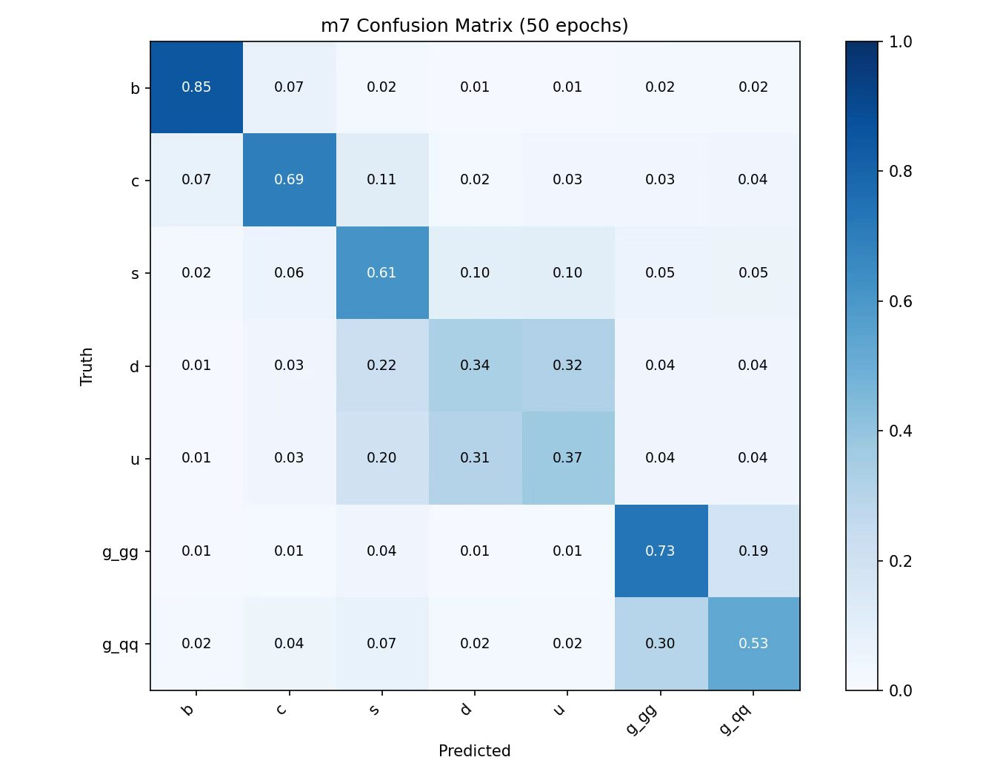 m7 Confusion Matrix (50 epochs)
b 0.85 0.07 0.02 0.01 0.01 0.02 0.02
c 0.07 0.69 0.11 0.02 0.03 0.03 0.04
s 0.02 0.06 0.61 0.10 0.10 0.05 0.05
d 0.01 0.03 0.22 0.34 0.32 0.04 0.04
u 0.01 0.03 0.20 0.31 0.37 0.04 0.04
g_gg 0.01 0.01 0.04 0.01 0.01 0.73 0.19
g_qq 0.02 0.04 0.07 0.02 0.02 0.30 0.53
b c s d u g_gg g_qq
Predicted
Truth
1.0
0.8
0.6
0.4
0.2
0.0